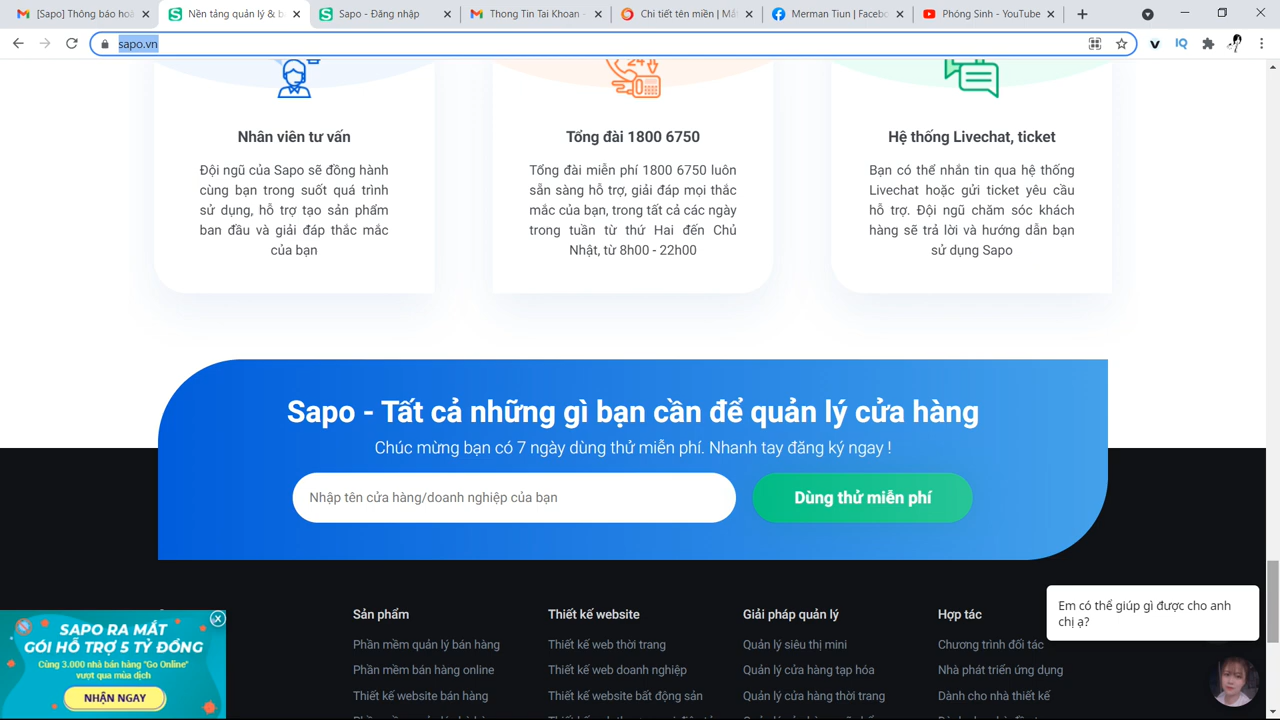 [Sapo] Thông báo hoà
Nền tảng quản lý & b
Sapo - Đăng nhập
Thong Tin Tai Khoan -
Chi tiết tên miền | Mắ
Merman Tiun | Facebo
Phóng Sinh - YouTube
sapo.vn
Nhân viên tư vấn
Đội ngũ của Sapo sẽ đồng hành
cùng bạn trong suốt quá trình
sử dụng, hỗ trợ tạo sản phẩm
ban đầu và giải đáp thắc mắc
của bạn
Tổng đài 1800 6750
Tổng đài miễn phí 1800 6750 luôn
sẵn sàng hỗ trợ, giải đáp mọi thắc
mắc của bạn, trong tất cả các ngày
trong tuần từ thứ Hai đến Chủ
Nhật, từ 8h00 - 22h00
Hệ thống Livechat, ticket
Bạn có thể nhắn tin qua hệ thống
Livechat hoặc gửi ticket yêu cầu
hỗ trợ. Đội ngũ chăm sóc khách
hàng sẽ trả lời và hướng dẫn bạn
sử dụng Sapo
Sapo - Tất cả những gì bạn cần để quản lý cửa hàng
Chúc mừng bạn có 7 ngày dùng thử miễn phí. Nhanh tay đăng ký ngay !
Nhập tên cửa hàng/doanh nghiệp của bạn
Dùng thử miễn phí
Sản phẩm
Phần mềm quản lý bán hàng
Phần mềm bán hàng online
Thiết kế website bán hàng
Thiết kế website
Thiết kế web thời trang
Thiết kế web doanh nghiệp
Thiết kế website bất động sản
Giải pháp quản lý
Quản lý siêu thị mini
Quản lý cửa hàng tạp hóa
Quản lý cửa hàng thời trang
Hợp tác
Chương trình đối tác
Nhà phát triển ứng dụng
Dành cho nhà thiết kế
Em có thể giúp gì được cho anh
chị ạ?
SAPO RA MẮT
GÓI HỖ TRỢ 5 TỶ ĐỒNG
Cùng 3.000 nhà bán hàng "Go Online"
vượt qua mùa dịch
NHẬN NGAY